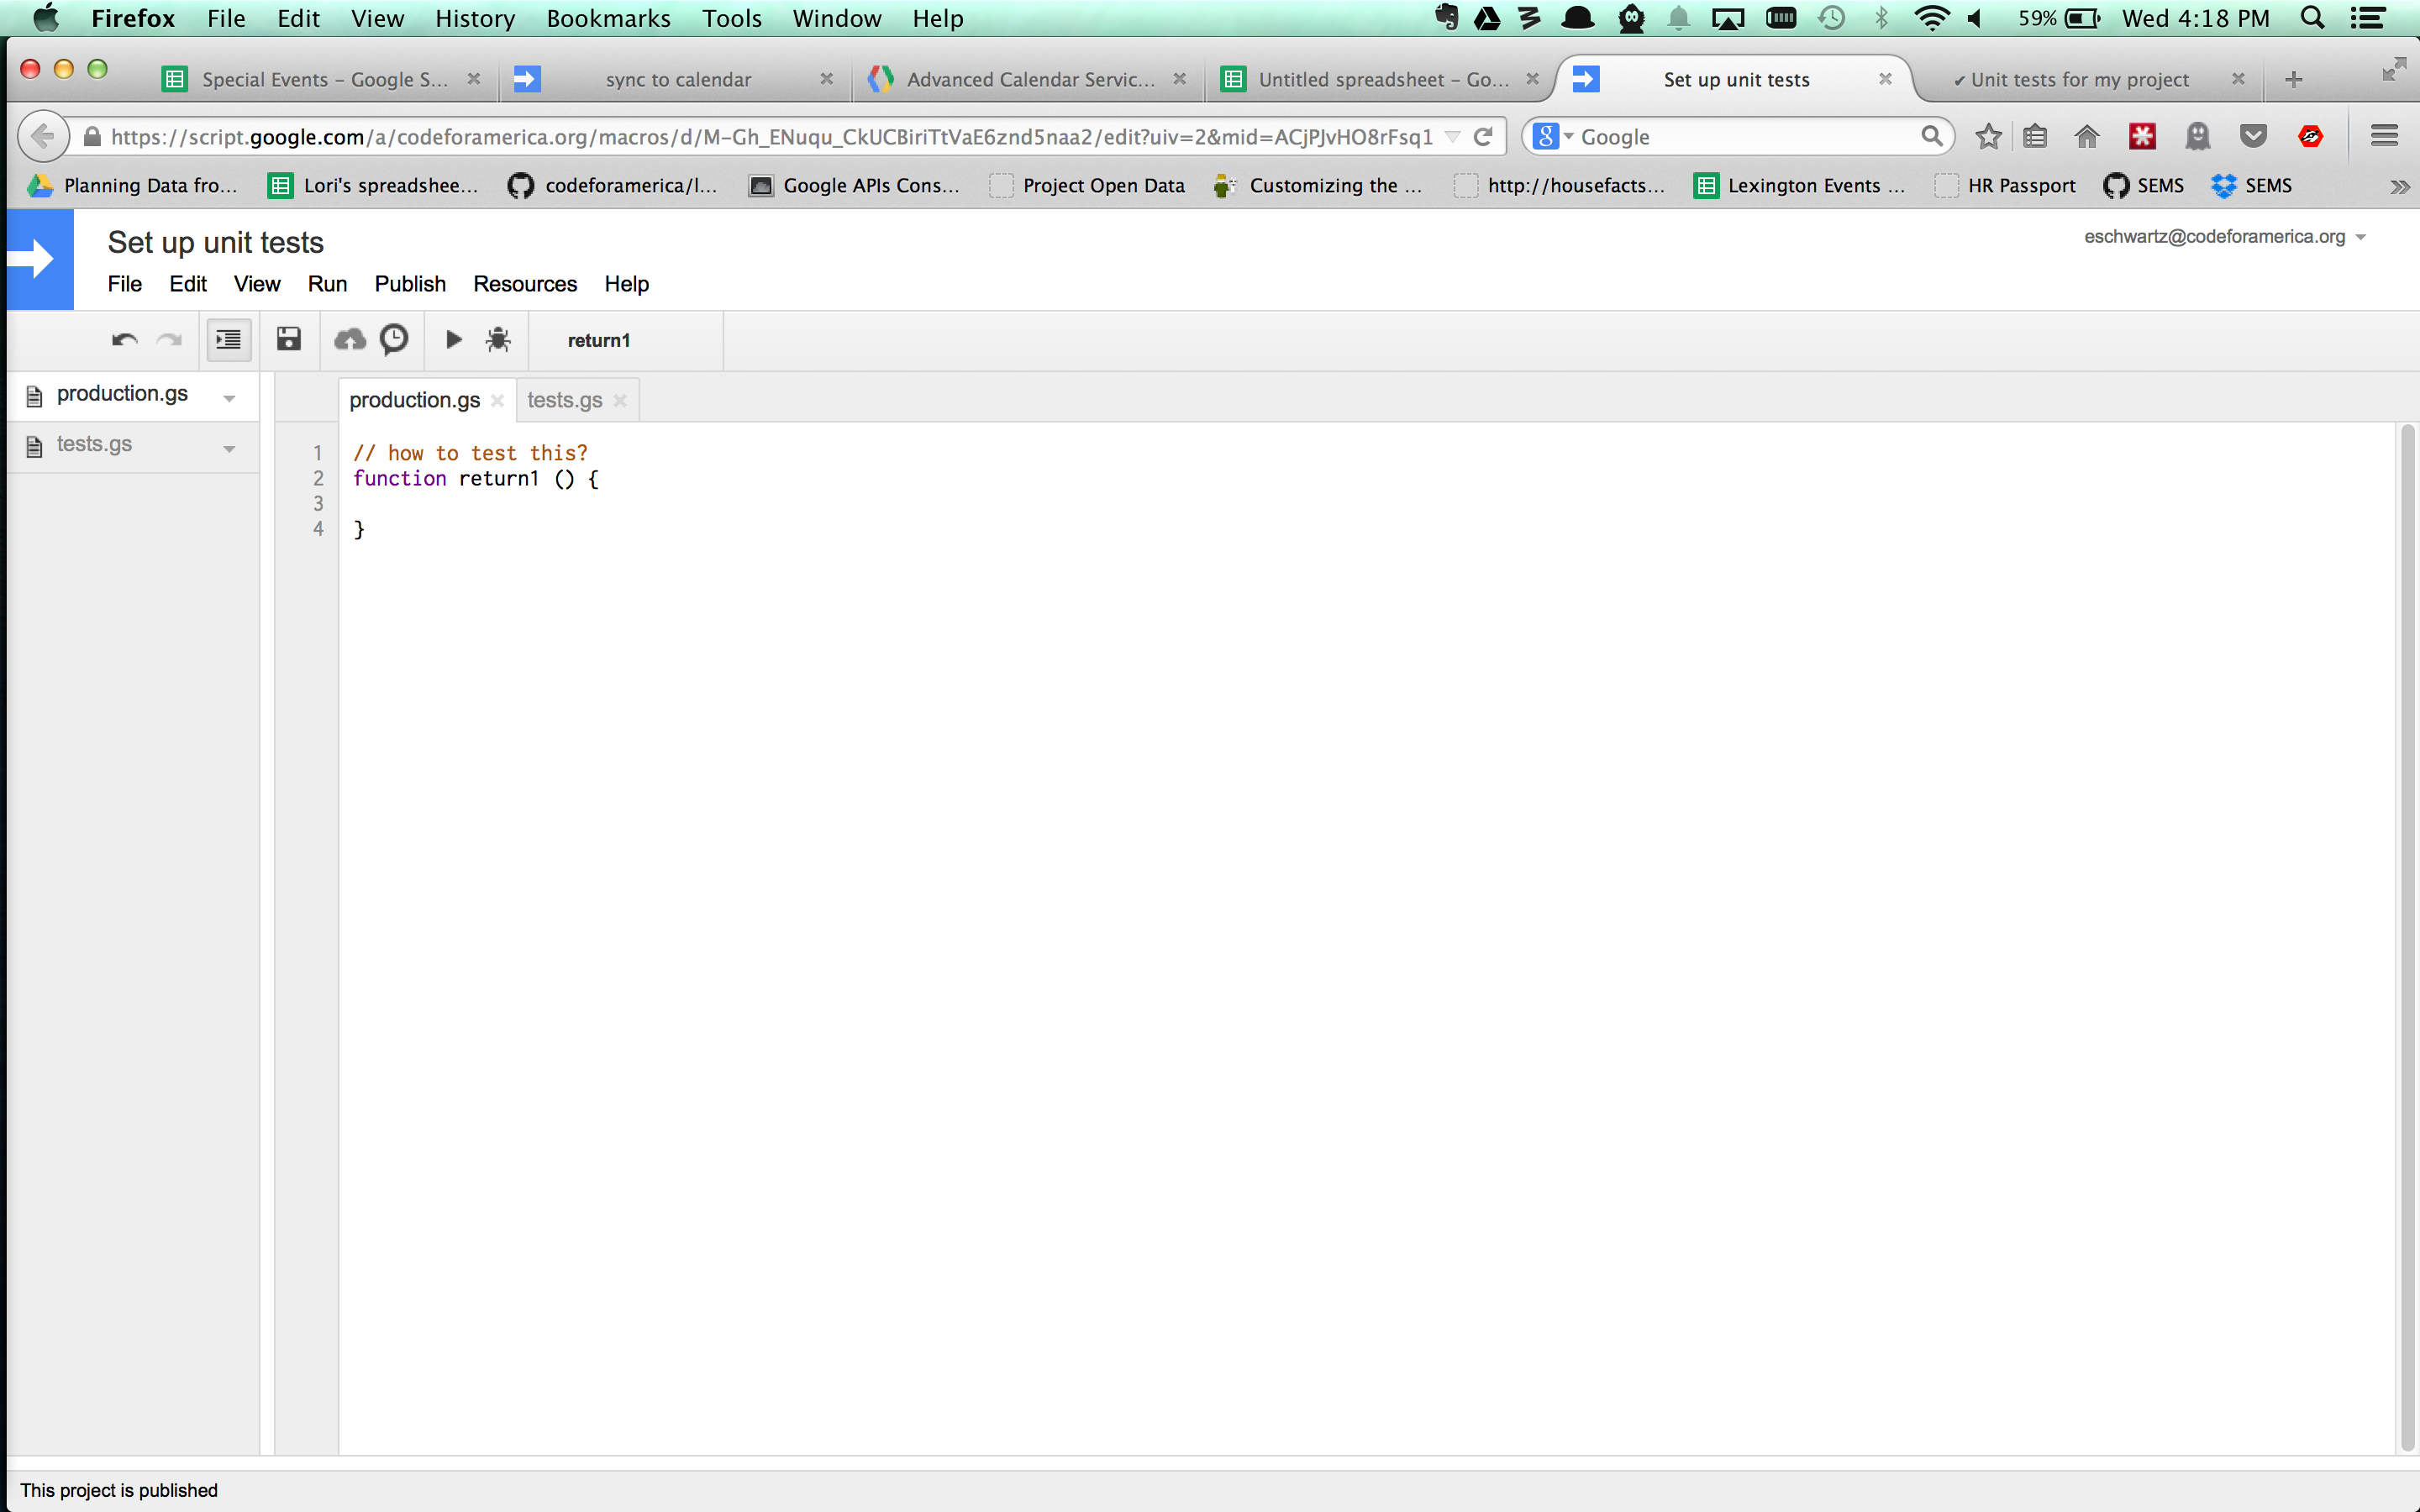 Firefox File Edit View History Bookmarks Tools Window Help 59% Wed 4:18 PM
Special Events – Google S... sync to calendar Advanced Calendar Servic... Untitled spreadsheet – Go... Set up unit tests ✔ Unit tests for my project
https://script.google.com/a/codeforamerica.org/macros/d/M-Gh_ENuqu_CkUCBiriTtVaE6znd5naa2/edit?uiv=2&mid=ACjPJvHO8rFsq1 Google
Planning Data fro... Lori's spreadshee... codeforamerica/l... Google APIs Cons... Project Open Data Customizing the ... http://housefacts... Lexington Events ... HR Passport SEMS SEMS
Set up unit tests eschwartz@codeforamerica.org
File Edit View Run Publish Resources Help
return1
production.gs
tests.gs
production.gs tests.gs
1 // how to test this?
2 function return1 () {
3
4 }
This project is published